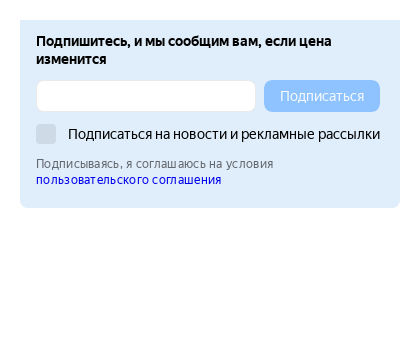 Подпишитесь, и мы сообщим вам, если цена
изменится
Подписаться
Подписаться на новости и рекламные рассылки
Подписываясь, я соглашаюсь на условия
пользовательского соглашения